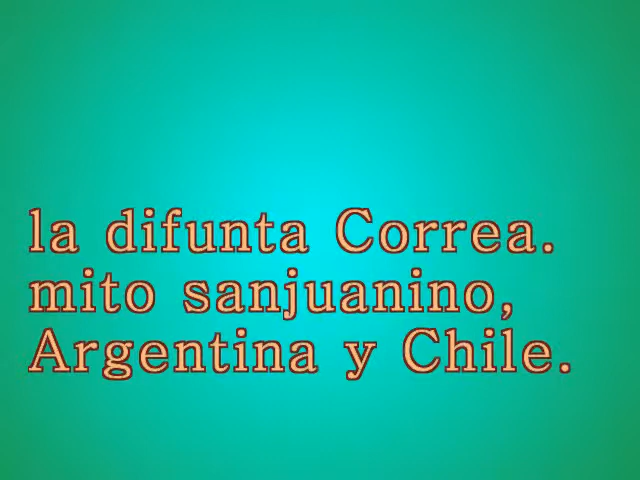 la difunta Correa.
mito sanjuanino,
Argentina y Chile.